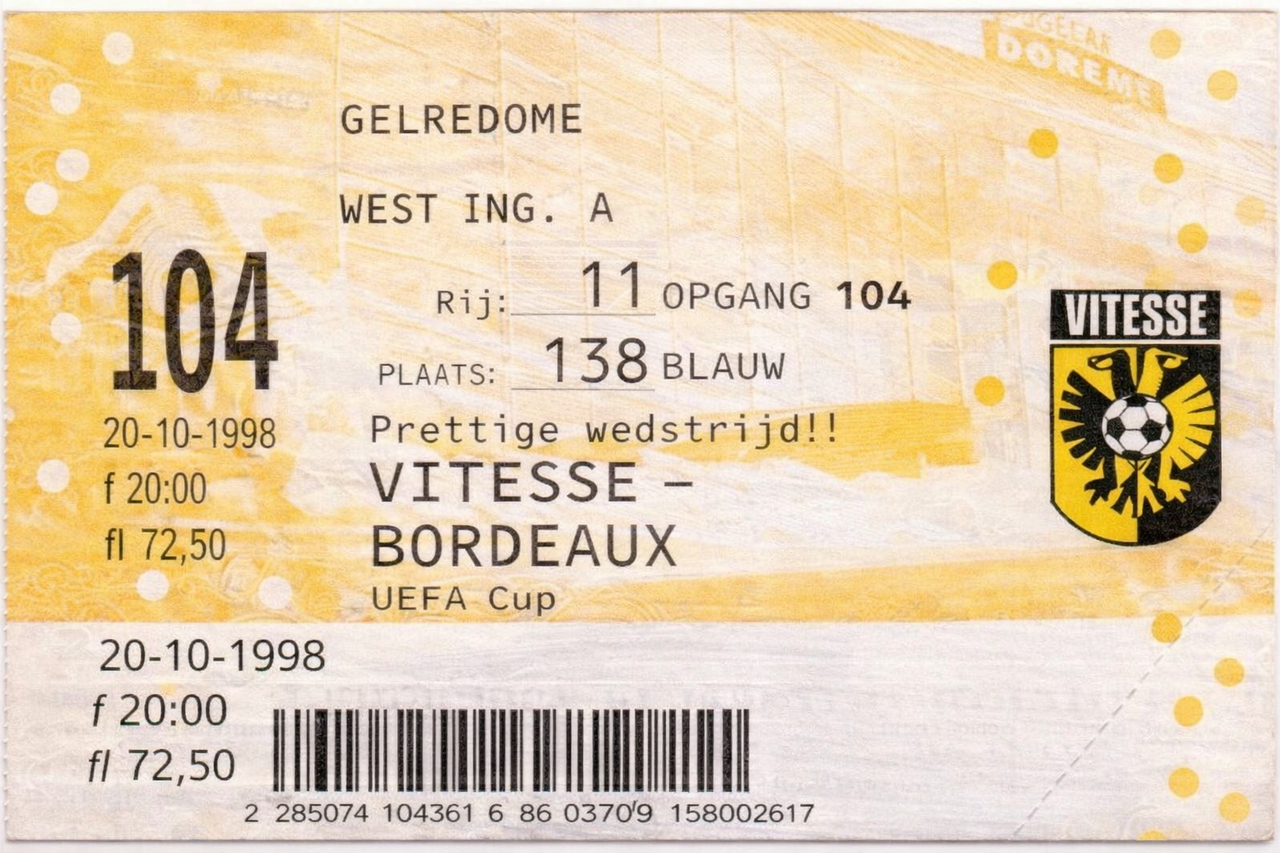 DOREME
GELREDOME
WEST ING. A
104
Rij: 11 OPGANG 104
PLAATS: 138 BLAUW
VITESSE
20-10-1998
f 20:00
fl 72,50
Prettige wedstrijd!!
VITESSE –
BORDEAUX
UEFA Cup
20-10-1998
f 20:00
fl 72,50
2 285074 104361 6 86 03709 158002617